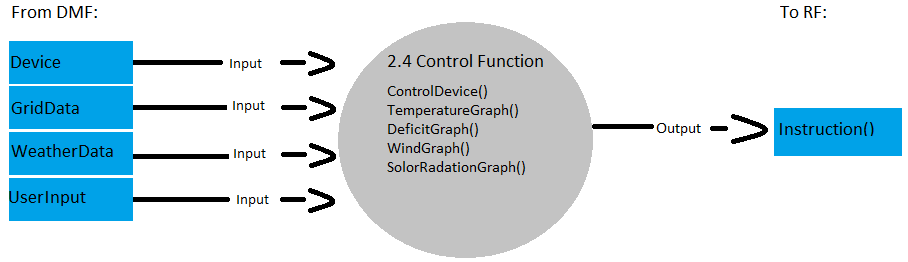 From DMF:
To RF:
Device
Input
GridData
Input
WeatherData
Input
UserInput
Input
2.4 Control Function
ControlDevice()
TemperatureGraph()
DeficitGraph()
WindGraph()
SolorRadationGraph()
Output
Instruction()